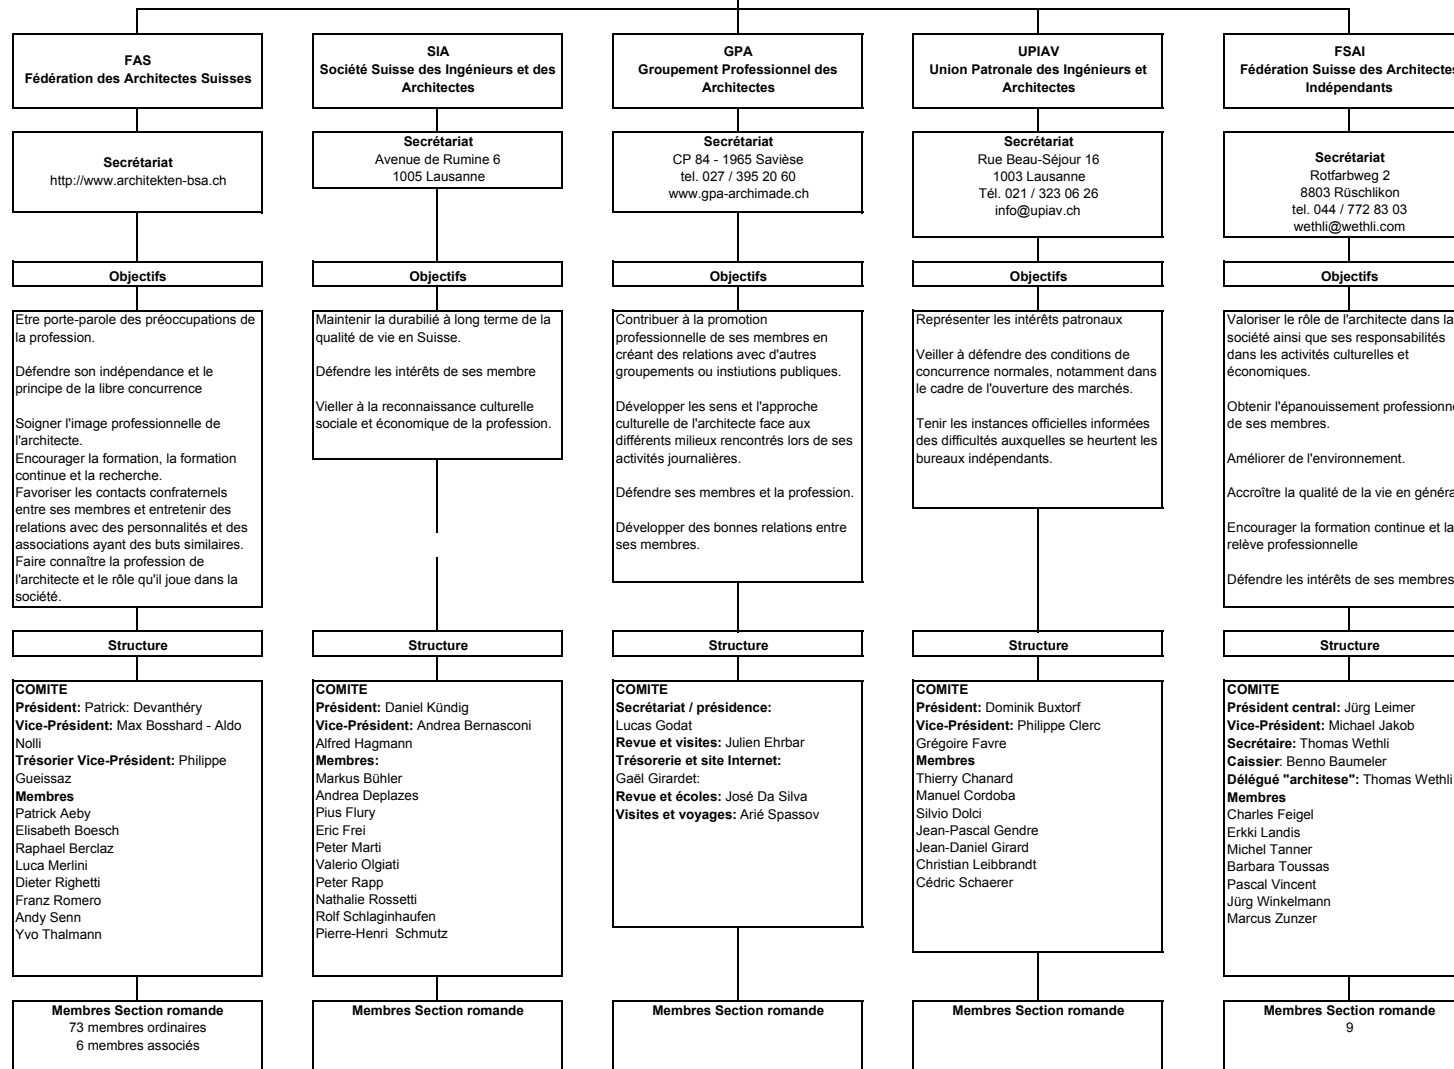 FAS
Fédération des Architectes Suisses
Secrétariat
http://www.architekten-bsa.ch
Objectifs
Etre porte-parole des préoccupations de
la profession.
Défendre son indépendance et le
principe de la libre concurrence
Soigner l'image professionnelle de
l'architecte.
Encourager la formation, la formation
continue et la recherche.
Favoriser les contacts confraternels
entre ses membres et entretenir des
relations avec des personnalités et des
associations ayant des buts similaires.
Faire connaître la profession de
l'architecte et le rôle qu'il joue dans la
société.
Structure
COMITE
Président: Patrick: Devanthéry
Vice-Président: Max Bosshard - Aldo
Nolli
Trésorier Vice-Président: Philippe
Gueissaz
Membres
Patrick Aeby
Elisabeth Boesch
Raphael Berclaz
Luca Merlini
Dieter Righetti
Franz Romero
Andy Senn
Yvo Thalmann
Membres Section romande
73 membres ordinaires
6 membres associés
SIA
Société Suisse des Ingénieurs et des
Architectes
Secrétariat
Avenue de Rumine 6
1005 Lausanne
Objectifs
Maintenir la durabilié à long terme de la
qualité de vie en Suisse.
Défendre les intérêts de ses membre
Vieller à la reconnaissance culturelle
sociale et économique de la profession.
Structure
COMITE
Président: Daniel Kündig
Vice-Président: Andrea Bernasconi
Alfred Hagmann
Membres:
Markus Bühler
Andrea Deplazes
Pius Flury
Eric Frei
Peter Marti
Valerio Olgiati
Peter Rapp
Nathalie Rossetti
Rolf Schlaginhaufen
Pierre-Henri Schmutz
Membres Section romande
GPA
Groupement Professionnel des
Architectes
Secrétariat
CP 84 - 1965 Savièse
tel. 027 / 395 20 60
www.gpa-archimade.ch
Objectifs
Contribuer à la promotion
professionnelle de ses membres en
créant des relations avec d'autres
groupements ou instiutions publiques.
Développer les sens et l'approche
culturelle de l'architecte face aux
différents milieux rencontrés lors de ses
activités journalières.
Défendre ses membres et la profession.
Développer des bonnes relations entre
ses membres.
Structure
COMITE
Secrétariat / présidence:
Lucas Godat
Revue et visites: Julien Ehrbar
Trésorerie et site Internet:
Gaël Girardet:
Revue et écoles: José Da Silva
Visites et voyages: Arié Spassov
Membres Section romande
UPIAV
Union Patronale des Ingénieurs et
Architectes
Secrétariat
Rue Beau-Séjour 16
1003 Lausanne
Tél. 021 / 323 06 26
info@upiav.ch
Objectifs
Représenter les intérêts patronaux
Veiller à défendre des conditions de
concurrence normales, notamment dans
le cadre de l'ouverture des marchés.
Tenir les instances officielles informées
des difficultés auxquelles se heurtent les
bureaux indépendants.
Structure
COMITE
Président: Dominik Buxtorf
Vice-Président: Philippe Clerc
Grégoire Favre
Membres
Thierry Chanard
Manuel Cordoba
Silvio Dolci
Jean-Pascal Gendre
Jean-Daniel Girard
Christian Leibbrandt
Cédric Schaerer
Membres Section romande
FSAI
Fédération Suisse des Architectes
Indépendants
Secrétariat
Rotfarbweg 2
8803 Rüschlikon
tel. 044 / 772 83 03
wethli@wethli.com
Objectifs
Valoriser le rôle de l'architecte dans la
société ainsi que ses responsabilités
dans les activités culturelles et
économiques.
Obtenir l'épanouissement professionne
de ses membres.
Améliorer de l'environnement.
Accroître la qualité de la vie en généra
Encourager la formation continue et la
relève professionnelle
Défendre les intérêts de ses membres
Structure
COMITE
Président central: Jürg Leimer
Vice-Président: Michael Jakob
Secrétaire: Thomas Wethli
Caissier: Benno Baumeler
Délégué "architese": Thomas Wethli
Membres
Charles Feigel
Erkki Landis
Michel Tanner
Barbara Toussas
Pascal Vincent
Jürg Winkelmann
Marcus Zunzer
Membres Section romande
9